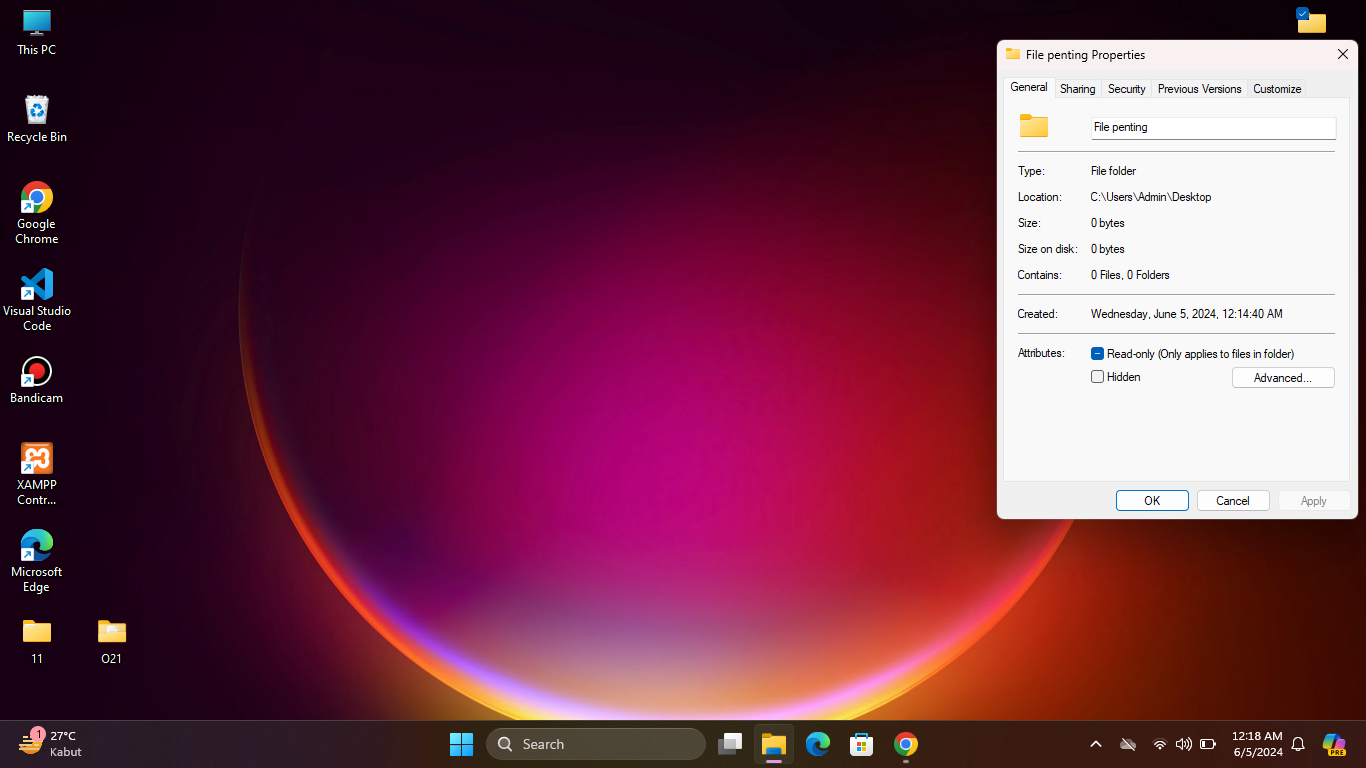 This PC
Recycle Bin
Google
Chrome
Visual Studio
Code
Bandicam
XAMPP
Contr...
Microsoft
Edge
11
O21
File penting Properties
General Sharing Security Previous Versions Customize
File penting
Type: File folder
Location: C:\Users\Admin\Desktop
Size: 0 bytes
Size on disk: 0 bytes
Contains: 0 Files, 0 Folders
Created: Wednesday, June 5, 2024, 12:14:40 AM
Attributes: Read-only (Only applies to files in folder)
Hidden Advanced...
OK Cancel Apply
1
27°C
Kabut
Search
12:18 AM
6/5/2024
PRE